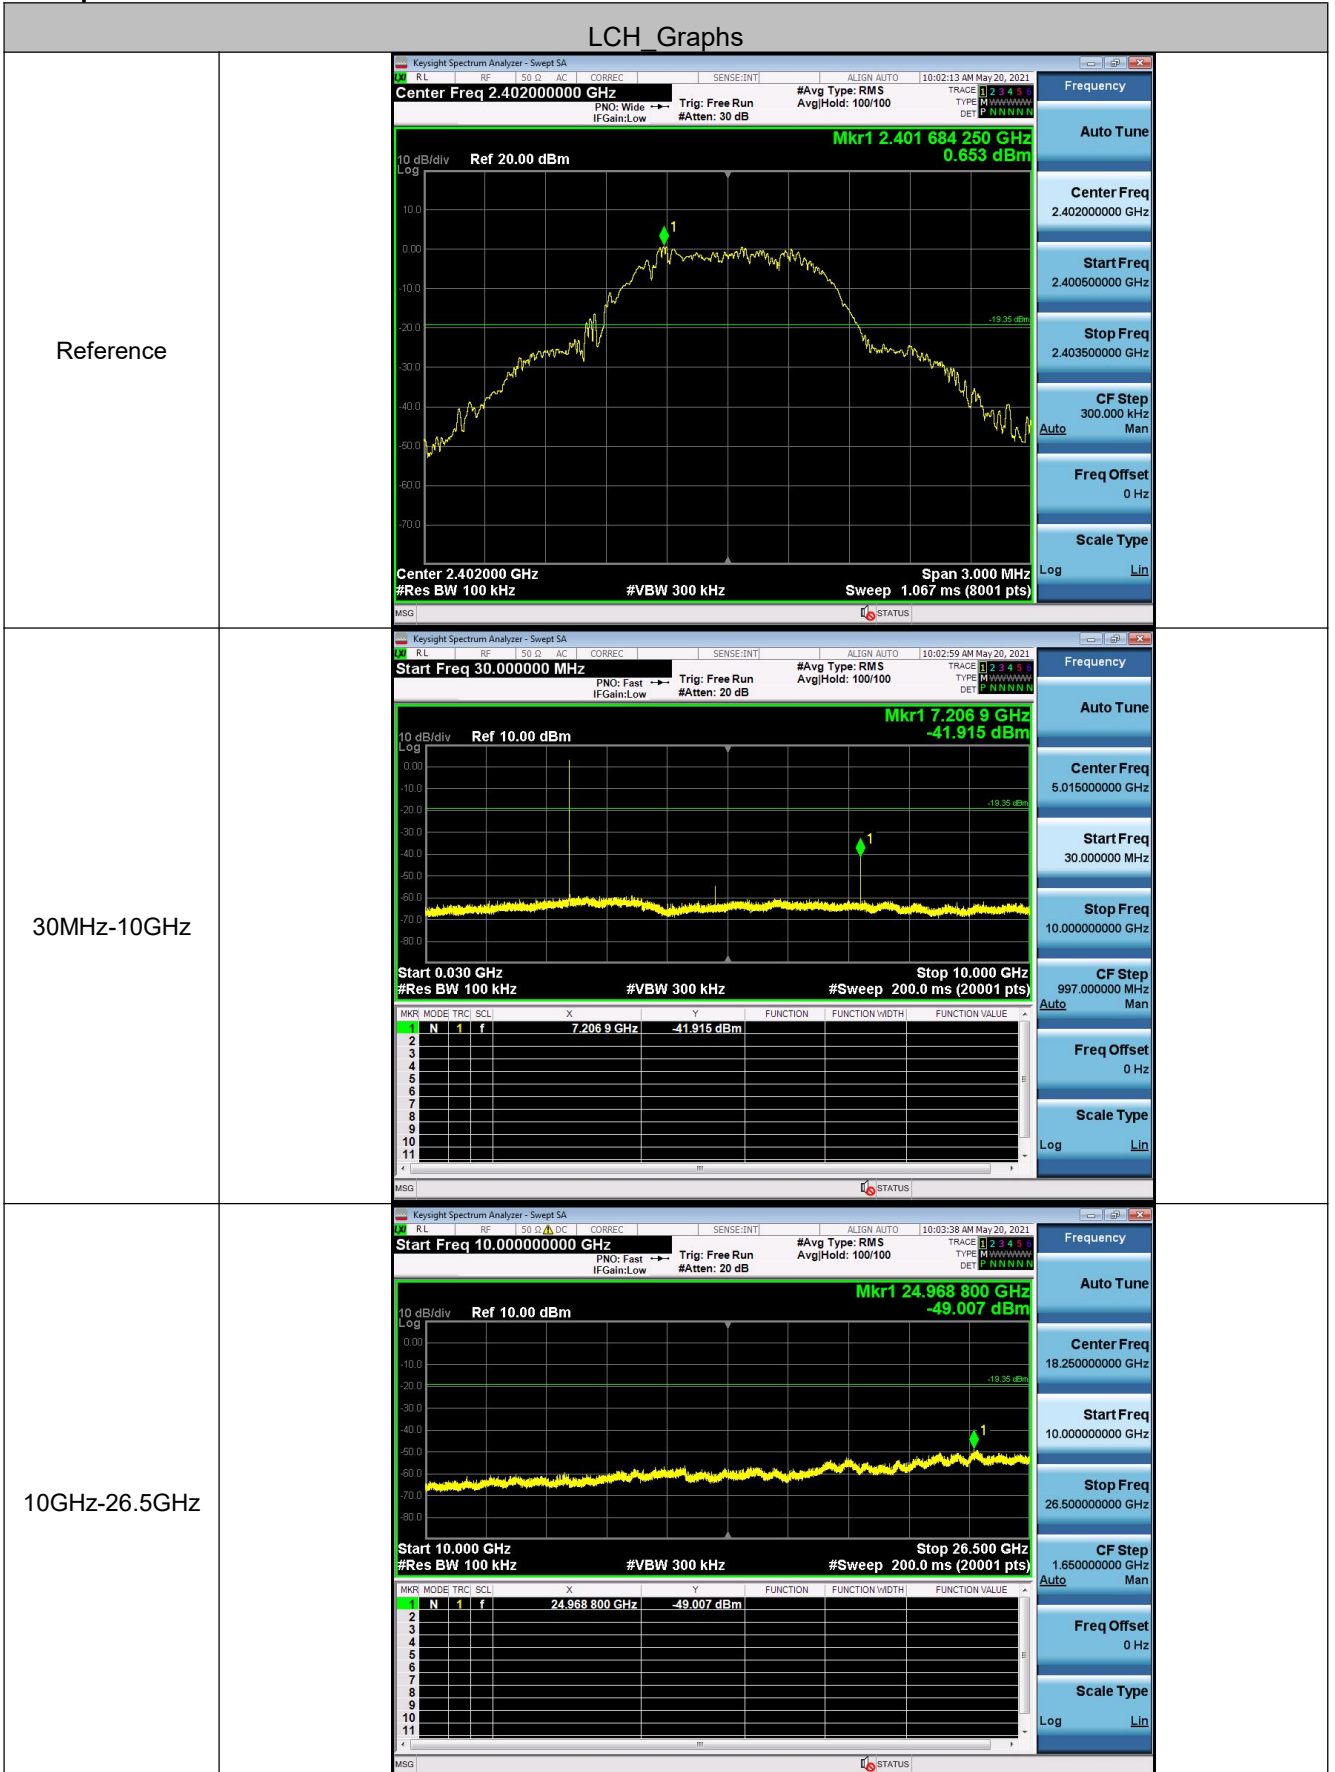 LCH_Graphs
Reference
Keysight Spectrum Analyzer - Swept SA
LXI RL RF 50 Ω AC CORREC SENSE:INT ALIGN AUTO 10:02:13 AM May 20, 2021
Center Freq 2.402000000 GHz
PNO: Wide
IFGain:Low
Trig: Free Run
#Atten: 30 dB
#Avg Type: RMS
Avg|Hold: 100/100
TRACE 1 2 3 4 5 6
TYPE M WWWWW
DET P N N N N N
Mkr1 2.401 684 250 GHz
0.653 dBm
10 dB/div Ref 20.00 dBm
Log
10.0
0.00
-10.0
-20.0
-30.0
-40.0
-50.0
-60.0
-70.0
1
-19.35 dBm
Center 2.402000 GHz Span 3.000 MHz
#Res BW 100 kHz #VBW 300 kHz Sweep 1.067 ms (8001 pts)
MSG STATUS
Frequency
Auto Tune
Center Freq
2.402000000 GHz
Start Freq
2.400500000 GHz
Stop Freq
2.403500000 GHz
CF Step
300.000 kHz
Auto Man
Freq Offset
0 Hz
Scale Type
Log Lin
30MHz-10GHz
Keysight Spectrum Analyzer - Swept SA
LXI RL RF 50 Ω AC CORREC SENSE:INT ALIGN AUTO 10:02:59 AM May 20, 2021
Start Freq 30.000000 MHz
PNO: Fast
IFGain:Low
Trig: Free Run
#Atten: 20 dB
#Avg Type: RMS
Avg|Hold: 100/100
TRACE 1 2 3 4 5 6
TYPE M WWWWW
DET P N N N N N
Mkr1 7.206 9 GHz
-41.915 dBm
10 dB/div Ref 10.00 dBm
Log
0.00
-10.0
-20.0
-30.0
-40.0
-50.0
-60.0
-70.0
-80.0
1
-19.35 dBm
Start 0.030 GHz Stop 10.000 GHz
#Res BW 100 kHz #VBW 300 kHz #Sweep 200.0 ms (20001 pts)
MKR MODE TRC SCL X Y FUNCTION FUNCTION WIDTH FUNCTION VALUE
1 N 1 f 7.206 9 GHz -41.915 dBm
2
3
4
5
6
7
8
9
10
11
MSG STATUS
Frequency
Auto Tune
Center Freq
5.015000000 GHz
Start Freq
30.000000 MHz
Stop Freq
10.000000000 GHz
CF Step
997.000000 MHz
Auto Man
Freq Offset
0 Hz
Scale Type
Log Lin
10GHz-26.5GHz
Keysight Spectrum Analyzer - Swept SA
LXI RL RF 50 Ω DC CORREC SENSE:INT ALIGN AUTO 10:03:38 AM May 20, 2021
Start Freq 10.000000000 GHz
PNO: Fast
IFGain:Low
Trig: Free Run
#Atten: 20 dB
#Avg Type: RMS
Avg|Hold: 100/100
TRACE 1 2 3 4 5 6
TYPE M WWWWW
DET P N N N N N
Mkr1 24.968 800 GHz
-49.007 dBm
10 dB/div Ref 10.00 dBm
Log
0.00
-10.0
-20.0
-30.0
-40.0
-50.0
-60.0
-70.0
-80.0
1
-19.35 dBm
Start 10.000 GHz Stop 26.500 GHz
#Res BW 100 kHz #VBW 300 kHz #Sweep 200.0 ms (20001 pts)
MKR MODE TRC SCL X Y FUNCTION FUNCTION WIDTH FUNCTION VALUE
1 N 1 f 24.968 800 GHz -49.007 dBm
2
3
4
5
6
7
8
9
10
11
MSG STATUS
Frequency
Auto Tune
Center Freq
18.250000000 GHz
Start Freq
10.000000000 GHz
Stop Freq
26.500000000 GHz
CF Step
1.650000000 GHz
Auto Man
Freq Offset
0 Hz
Scale Type
Log Lin